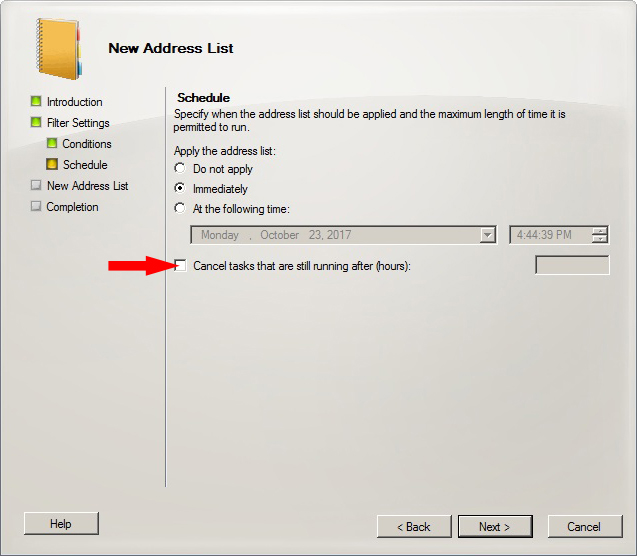 New Address List
Introduction
Filter Settings
Conditions
Schedule
New Address List
Completion
Schedule
Specify when the address list should be applied and the maximum length of time it is
permitted to run.
Apply the address list:
Do not apply
Immediately
At the following time:
Monday , October 23, 2017 4:44:39 PM
Cancel tasks that are still running after (hours):
Help < Back Next > Cancel